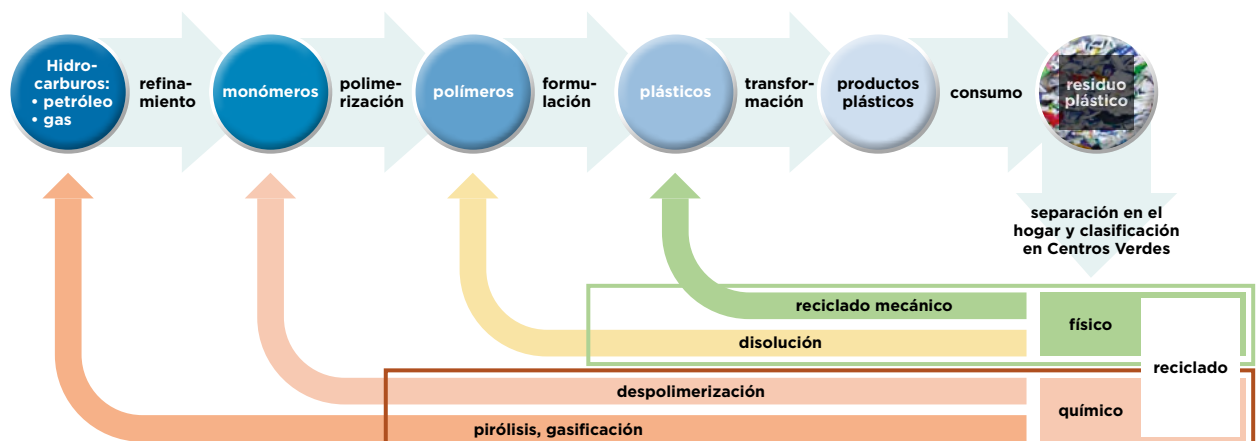 Hidro-
carburos:
• petróleo
• gas
refina-
miento
monómeros
polime-
rización
polímeros
formu-
lación
plásticos
transfor-
mación
productos
plásticos
consumo
residuo
plástico
separación en el
hogar y clasificación
en Centros Verdes
reciclado mecánico
disolución
físico
reciclado
despolimerización
químico
pirólisis, gasificación